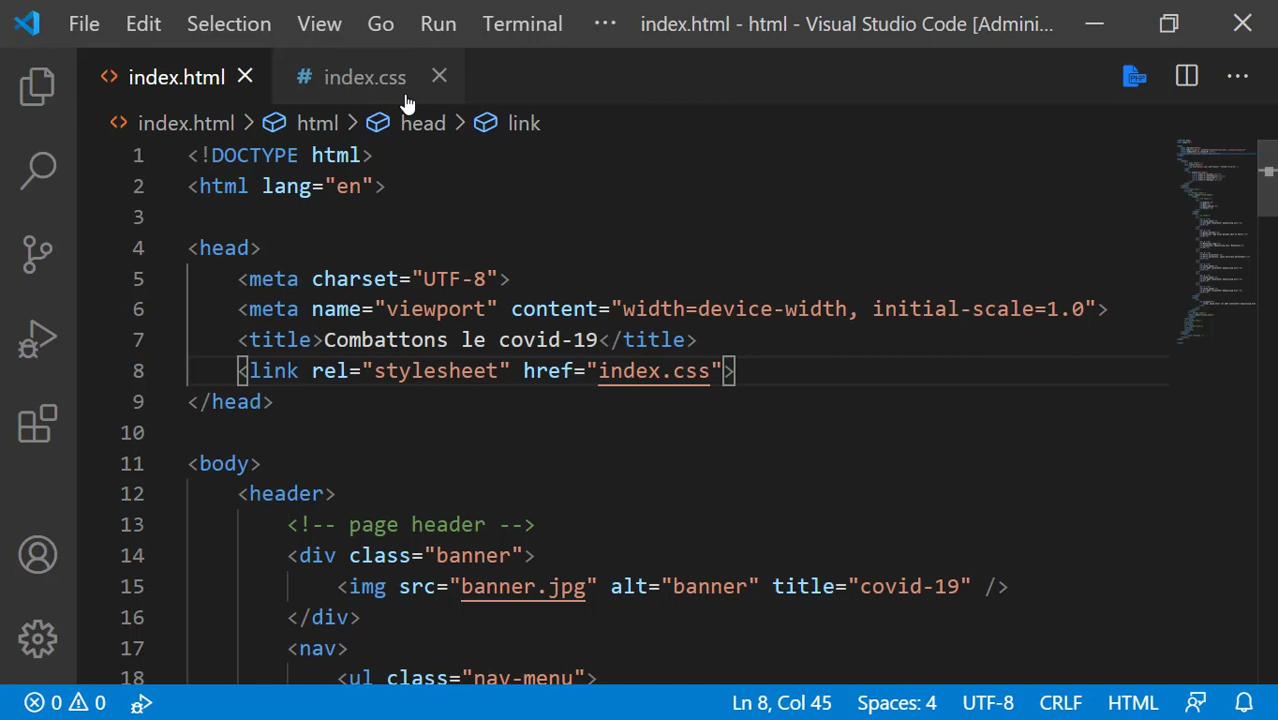 File Edit Selection View Go Run Terminal ··· index.html - html - Visual Studio Code [Admini...
index.html index.css
index.html > html > head > link
1 <!DOCTYPE html>
2 <html lang="en">
3
4 <head>
5 <meta charset="UTF-8">
6 <meta name="viewport" content="width=device-width, initial-scale=1.0">
7 <title>Combattons le covid-19</title>
8 <link rel="stylesheet" href="index.css">
9 </head>
10
11 <body>
12 <header>
13 <!-- page header -->
14 <div class="banner">
15 <img src="banner.jpg" alt="banner" title="covid-19" />
16 </div>
17 <nav>
18 <ul class="nav-menu">
0 0 Ln 8, Col 45 Spaces: 4 UTF-8 CRLF HTML